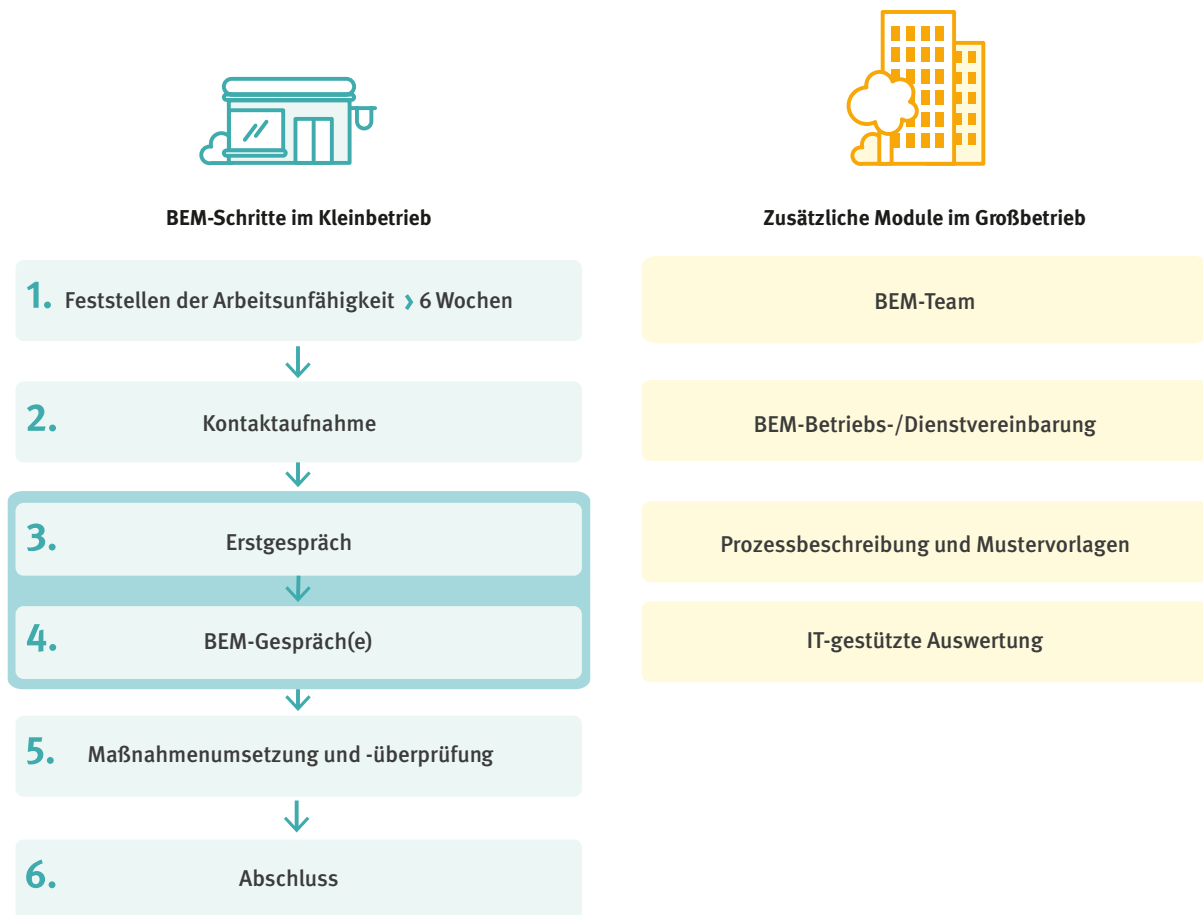 BEM-Schritte im Kleinbetrieb
1. Feststellen der Arbeitsunfähigkeit › 6 Wochen
2. Kontaktaufnahme
3. Erstgespräch
4. BEM-Gespräch(e)
5. Maßnahmenumsetzung und -überprüfung
6. Abschluss
Zusätzliche Module im Großbetrieb
BEM-Team
BEM-Betriebs-/Dienstvereinbarung
Prozessbeschreibung und Mustervorlagen
IT-gestützte Auswertung